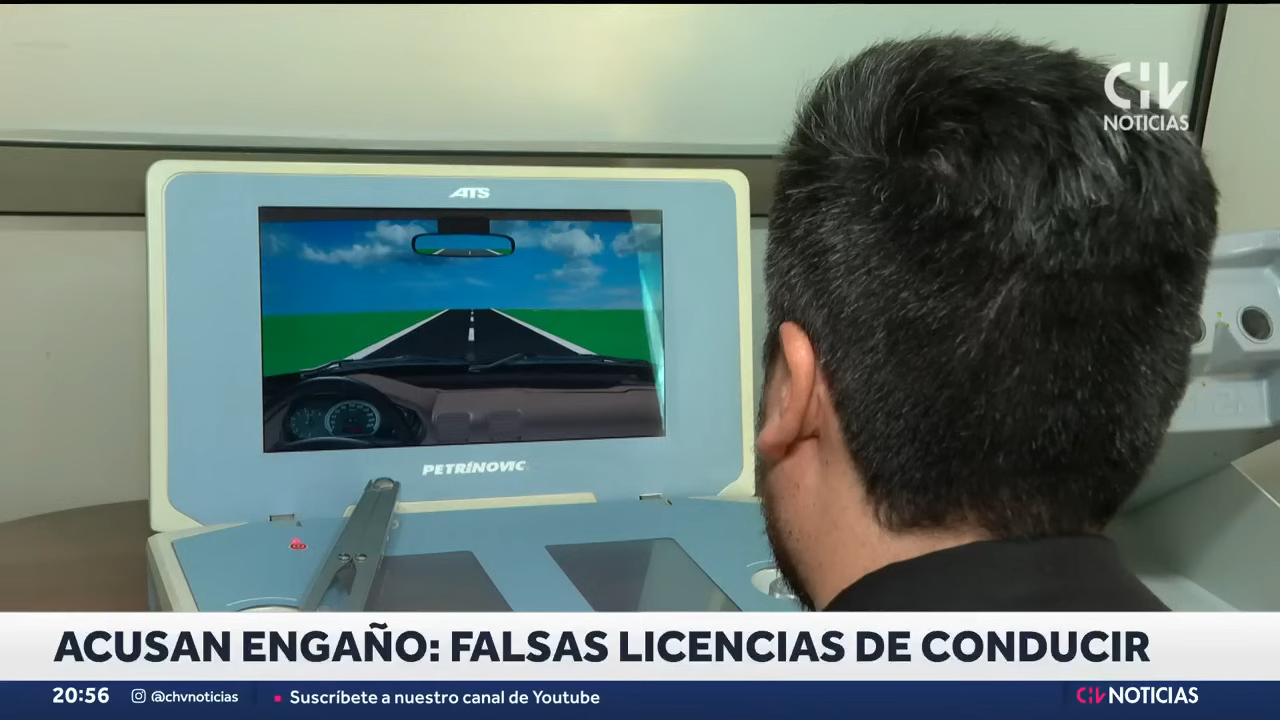 CHV
NOTICIAS
ATS
PETRÍNOVIC
ACUSAN ENGAÑO: FALSAS LICENCIAS DE CONDUCIR
20:56 @chvnoticias Suscríbete a nuestro canal de Youtube CHV NOTICIAS